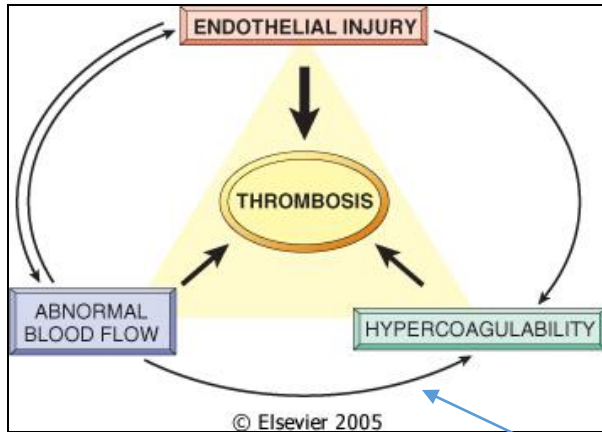 ENDOTHELIAL INJURY
THROMBOSIS
ABNORMAL
BLOOD FLOW
HYPERCOAGULABILITY
© Elsevier 2005